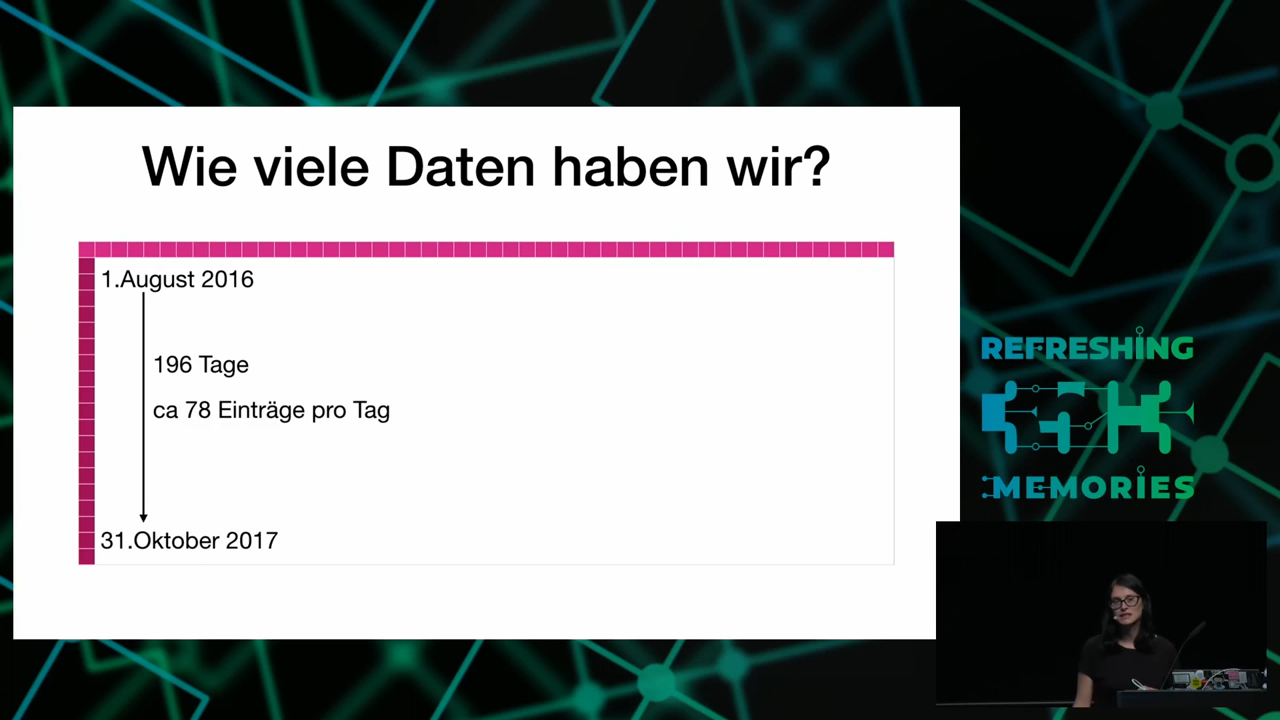 Wie viele Daten haben wir?
1.August 2016
196 Tage
ca 78 Einträge pro Tag
31.Oktober 2017
REFRESHING
35K
MEMORIES